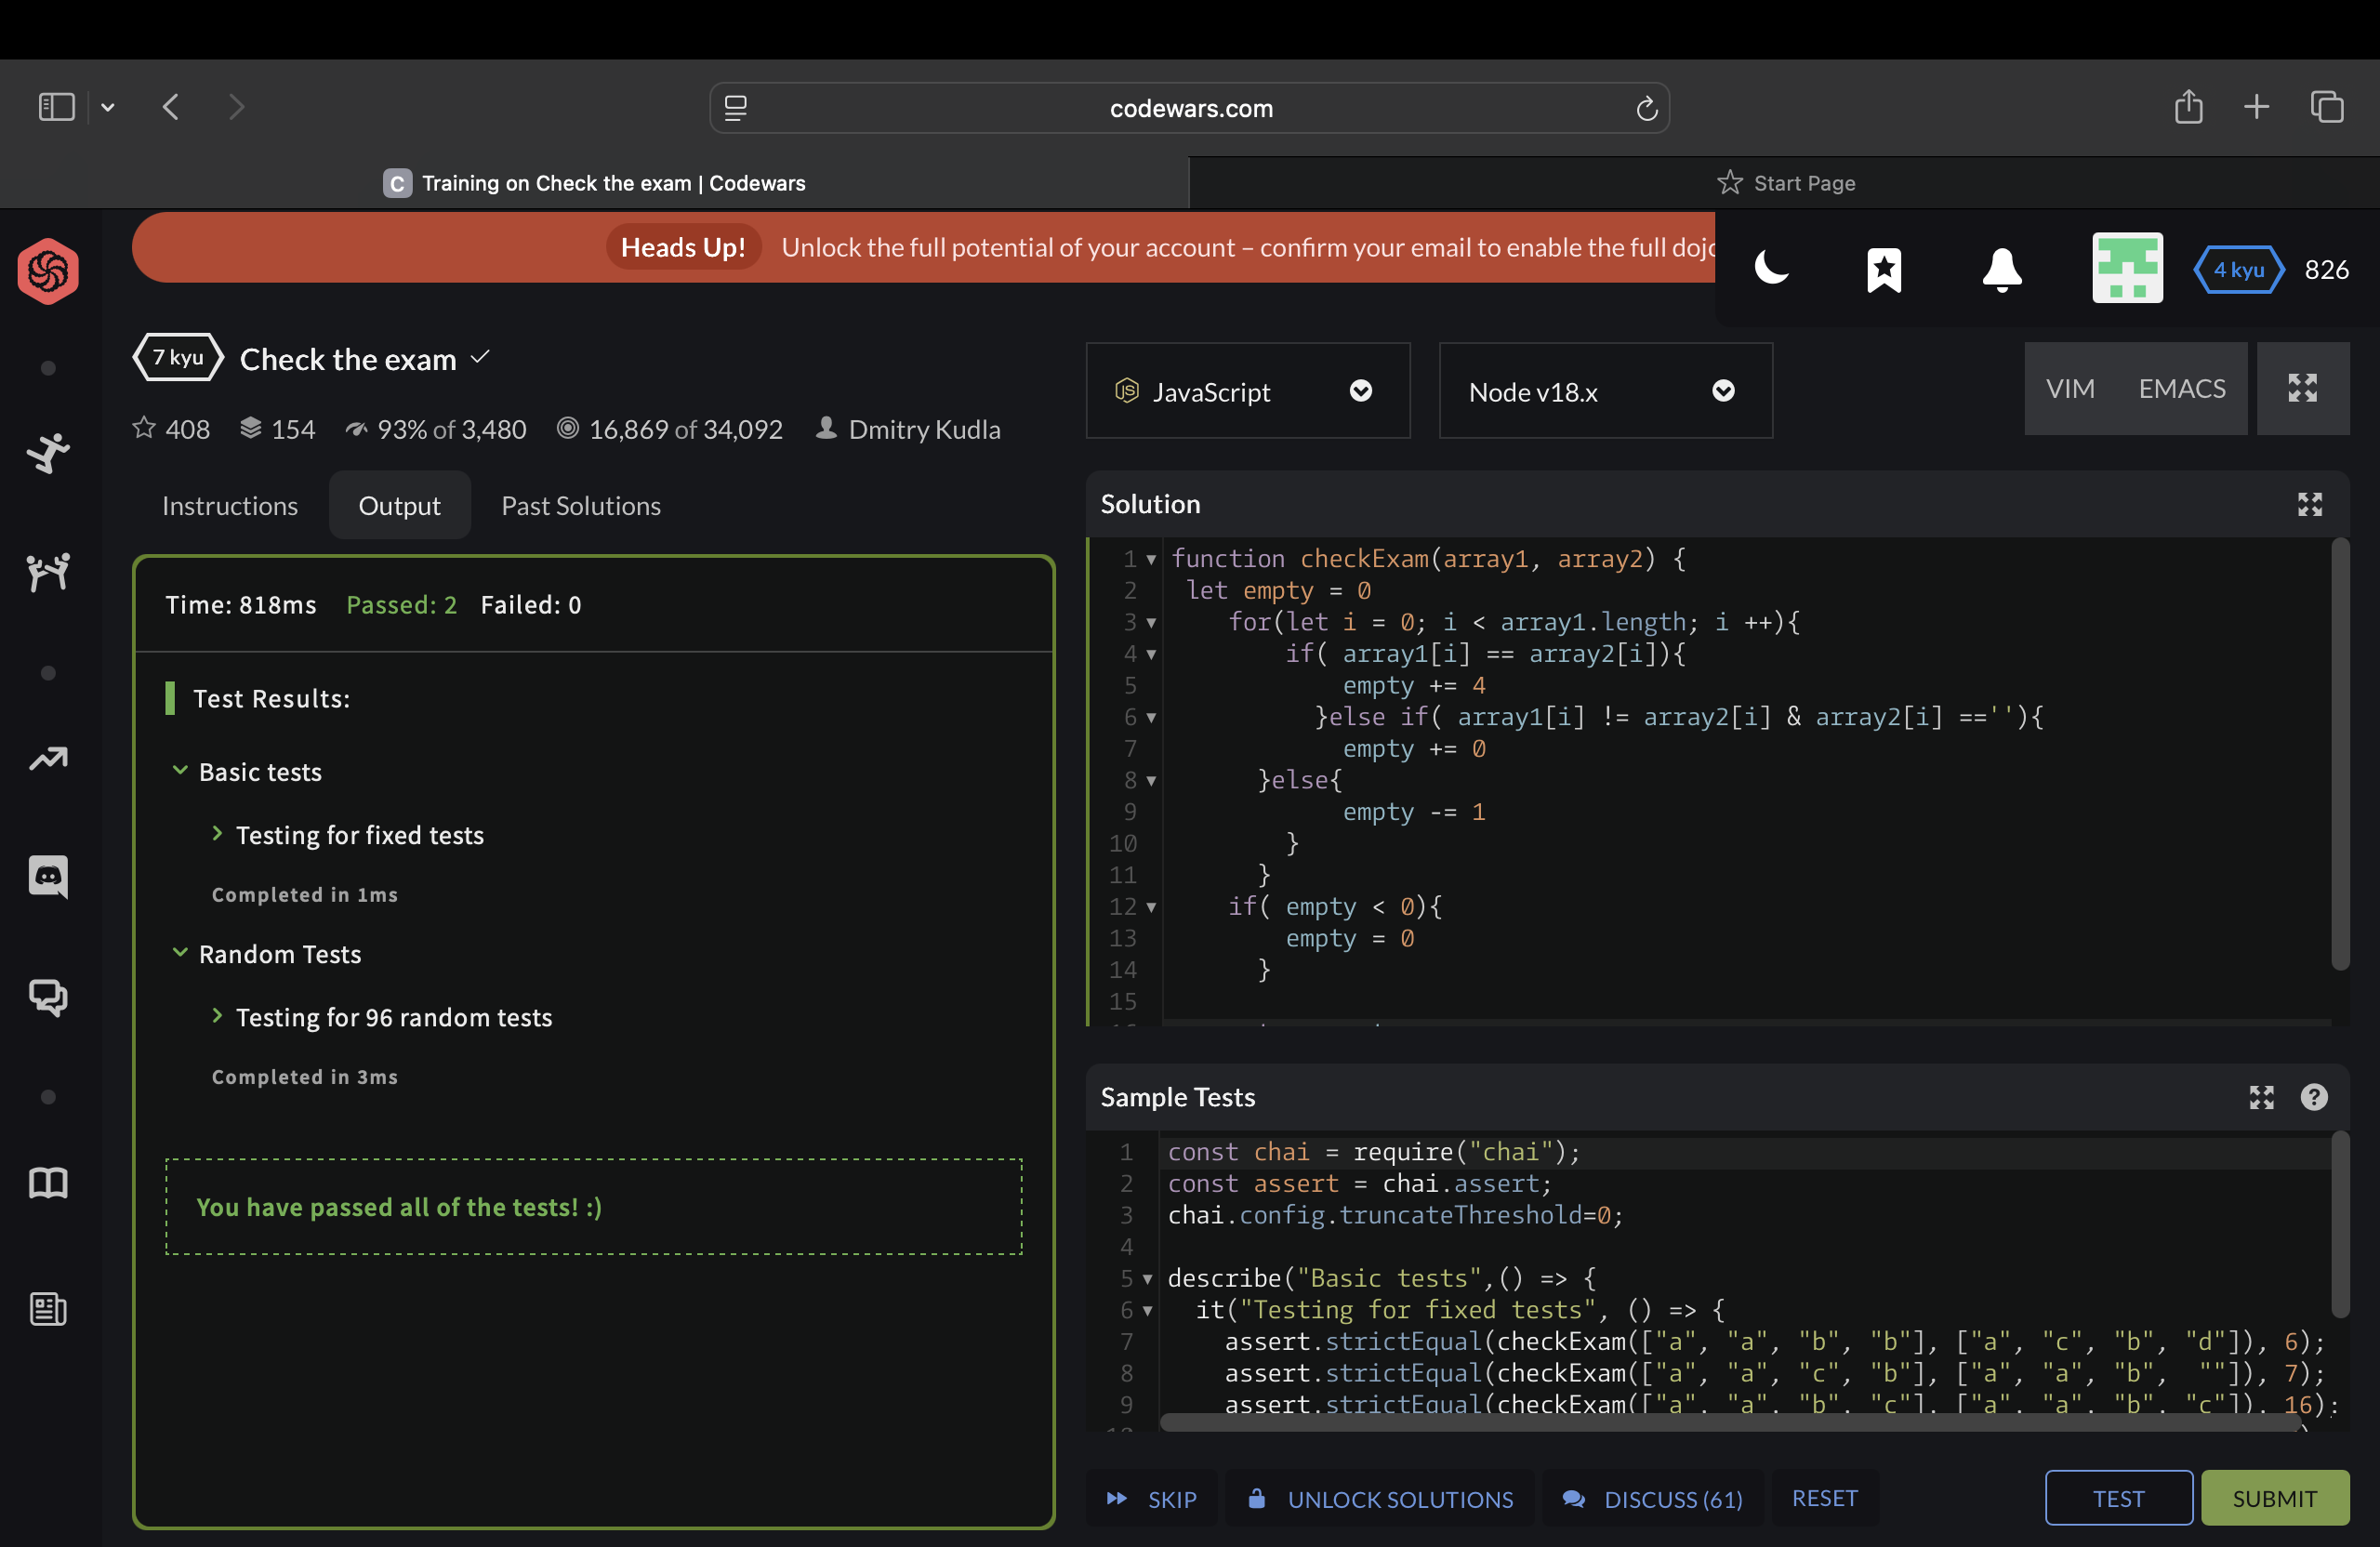 codewars.com
C Training on Check the exam | Codewars
Start Page
Heads Up! Unlock the full potential of your account – confirm your email to enable the full
4 kyu 826
7 kyu Check the exam
408 154 93% of 3,480 16,869 of 34,092 Dmitry Kudla
Instructions Output Past Solutions
Time: 818ms Passed: 2 Failed: 0
Test Results:
Basic tests
Testing for fixed tests
Completed in 1ms
Random Tests
Testing for 96 random tests
Completed in 3ms
You have passed all of the tests! :)
JS JavaScript
Node v18.x
VIM EMACS
Solution
1 function checkExam(array1, array2) {
2 let empty = 0
3 for(let i = 0; i < array1.length; i ++){
4 if( array1[i] == array2[i]){
5 empty += 4
6 }else if( array1[i] != array2[i] & array2[i] ==''){
7 empty += 0
8 }else{
9 empty -= 1
10 }
11 }
12 if( empty < 0){
13 empty = 0
14 }
15
Sample Tests
1 const chai = require("chai");
2 const assert = chai.assert;
3 chai.config.truncateThreshold=0;
4
5 describe("Basic tests",() => {
6 it("Testing for fixed tests", () => {
7 assert.strictEqual(checkExam(["a", "a", "b", "b"], ["a", "c", "b", "d"]), 6);
8 assert.strictEqual(checkExam(["a", "a", "c", "b"], ["a", "a", "b", ""]), 7);
9 assert.strictEqual(checkExam(["a", "a", "b", "c"], ["a", "a", "b", "c"]), 16);
SKIP UNLOCK SOLUTIONS DISCUSS (61) RESET TEST SUBMIT